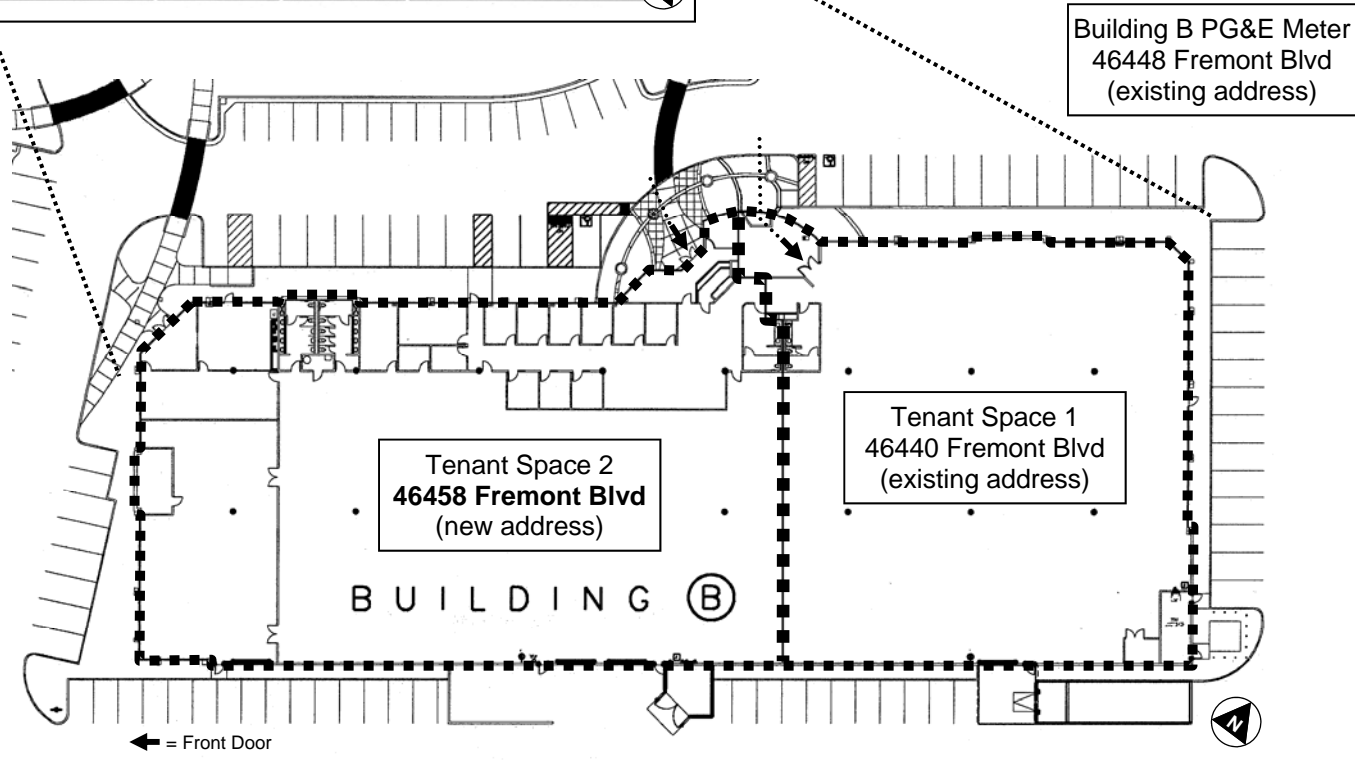 Building B PG&E Meter
46448 Fremont Blvd
(existing address)
Tenant Space 1
46440 Fremont Blvd
(existing address)
Tenant Space 2
46458 Fremont Blvd
(new address)
BUILDING B
= Front Door
N